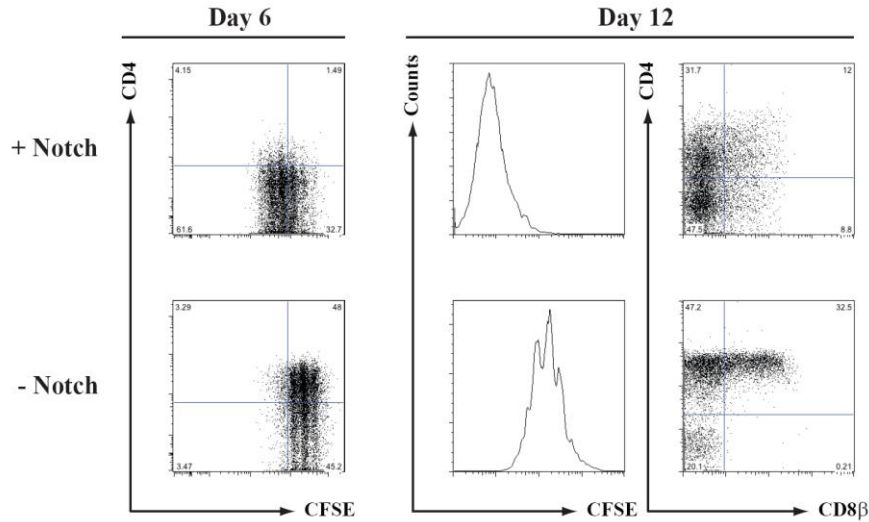 Day 6
Day 12
+ Notch
CD4
4.15
1.49
61.6
32.7
Counts
CD4
31.7
12
47.5
8.8
- Notch
3.29
48
3.47
45.2
47.2
32.5
20.1
0.21
CFSE
CFSE
CD8β